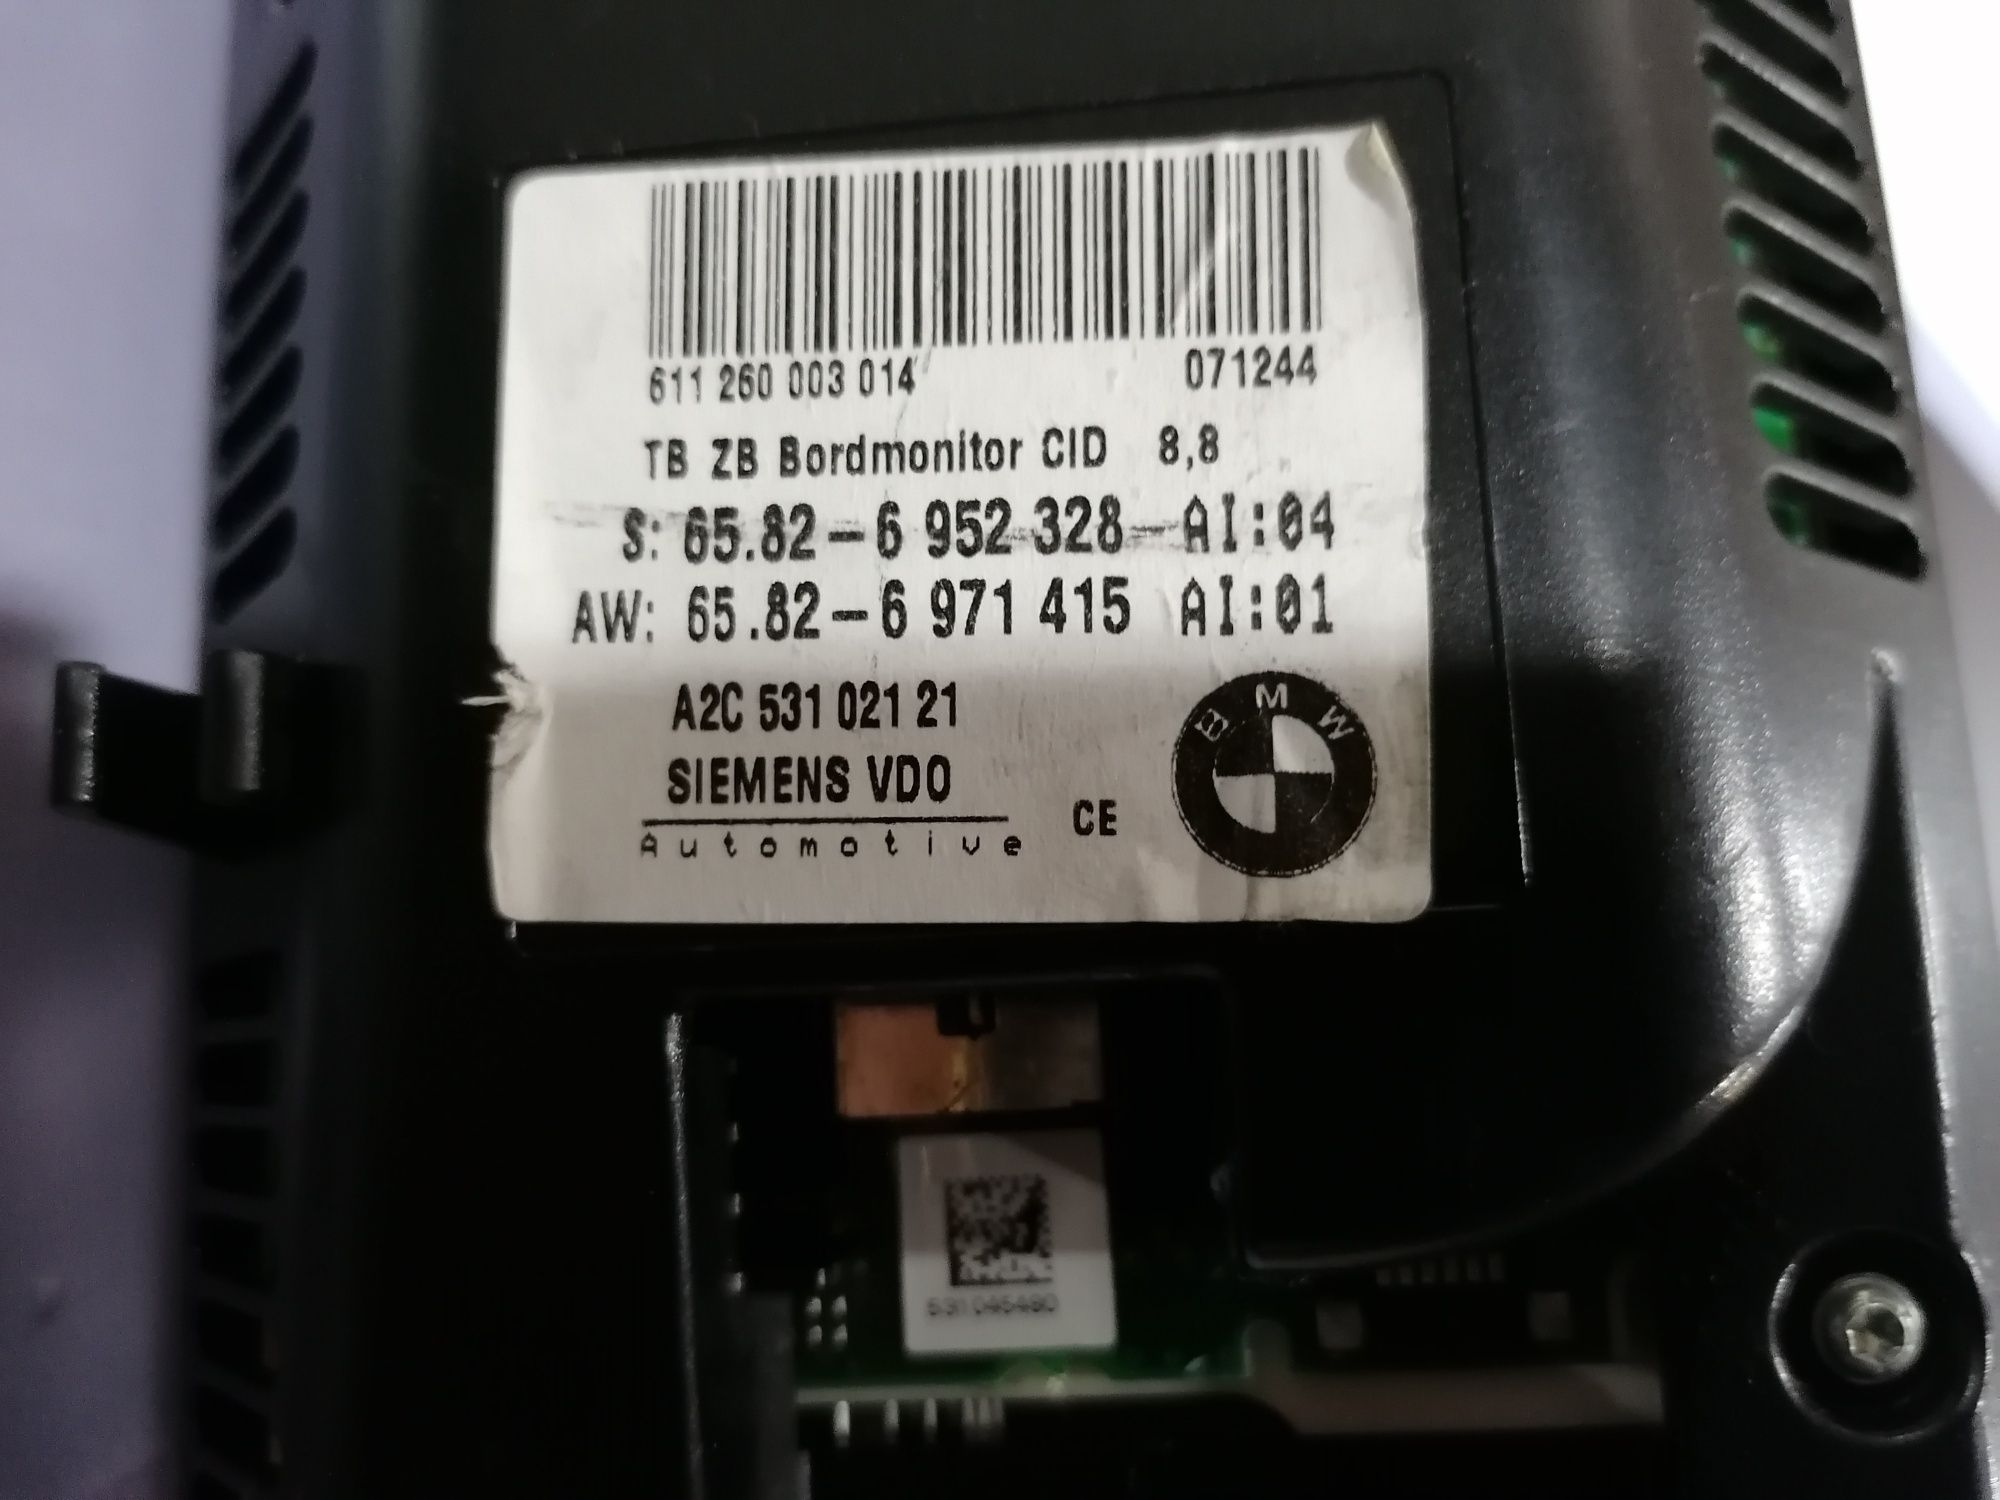 611 260 003 014 071244
TB ZB Bordmonitor CID 8,8
S: 65.82-6 952 328 AI:04
AW: 65.82-6 971 415 AI:01
A2C 531 021 21
SIEMENS VDO
Automotive
CE
BMW